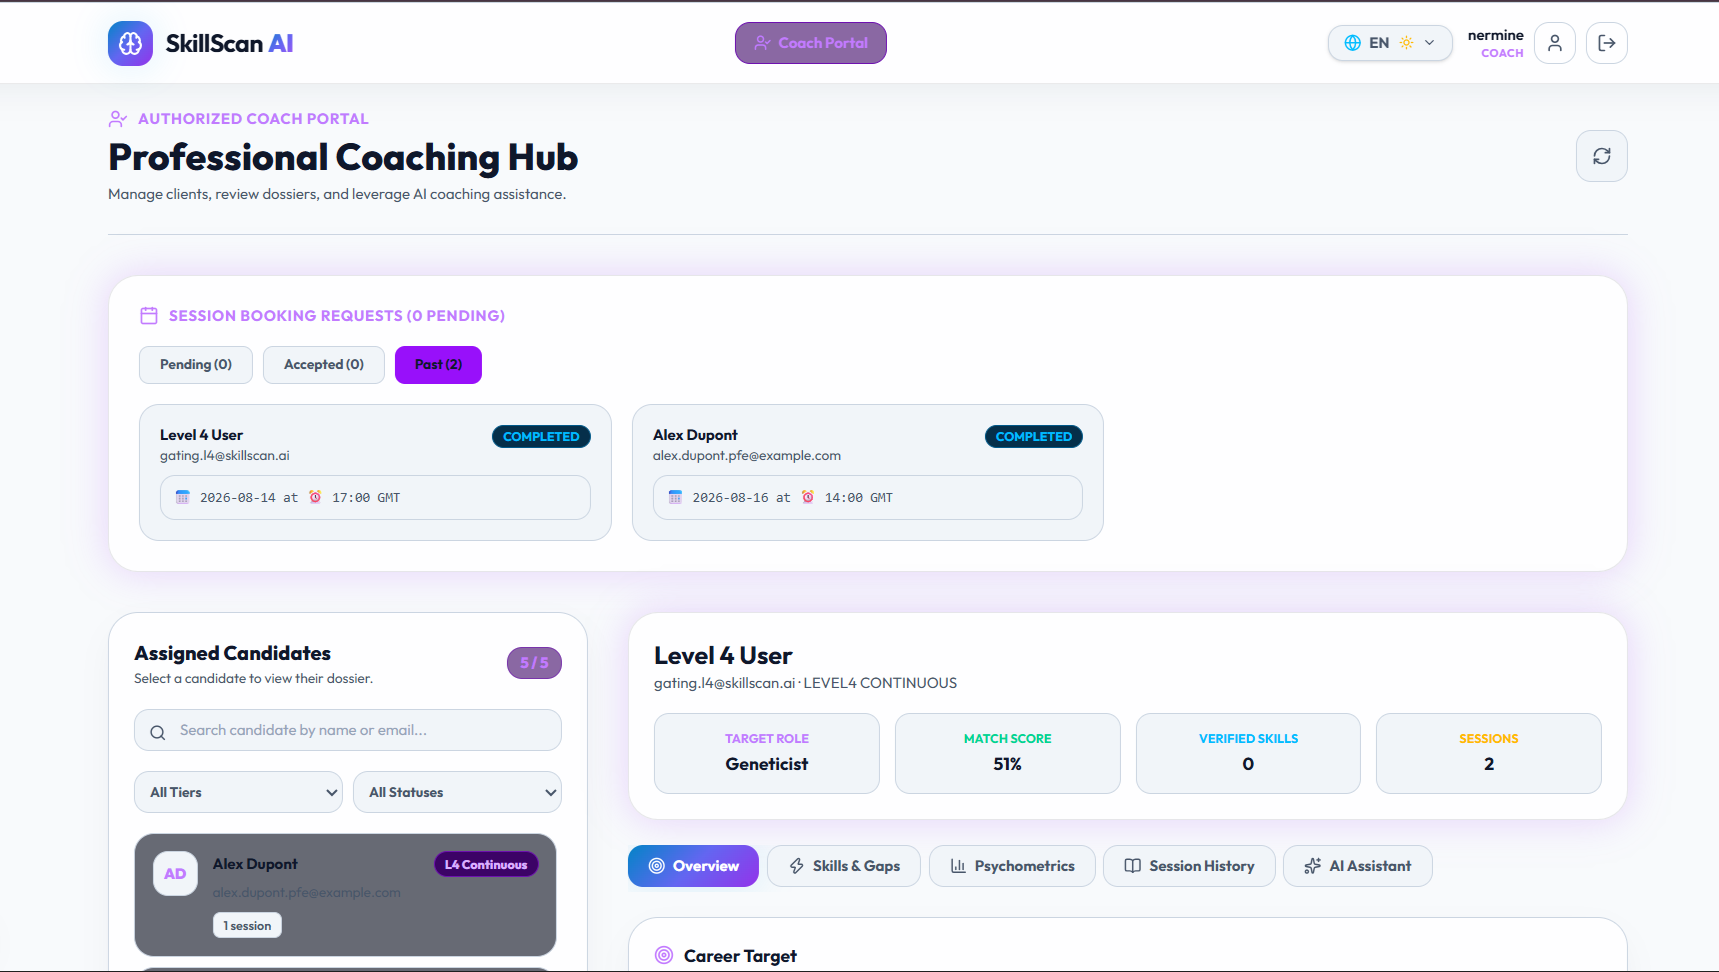 SkillScan AI
Coach Portal
EN
nermine
COACH
AUTHORIZED COACH PORTAL
Professional Coaching Hub
Manage clients, review dossiers, and leverage AI coaching assistance.
SESSION BOOKING REQUESTS (0 PENDING)
Pending (0)
Accepted (0)
Past (2)
Level 4 User
COMPLETED
gating.l4@skillscan.ai
2026-08-14 at ⏰ 17:00 GMT
Alex Dupont
COMPLETED
alex.dupont.pfe@example.com
2026-08-16 at ⏰ 14:00 GMT
Assigned Candidates
5 / 5
Select a candidate to view their dossier.
Search candidate by name or email...
All Tiers
All Statuses
AD
Alex Dupont
L4 Continuous
alex.dupont.pfe@example.com
1 session
Level 4 User
gating.l4@skillscan.ai · LEVEL4 CONTINUOUS
TARGET ROLE
Geneticist
MATCH SCORE
51%
VERIFIED SKILLS
0
SESSIONS
2
Overview
Skills & Gaps
Psychometrics
Session History
AI Assistant
Career Target